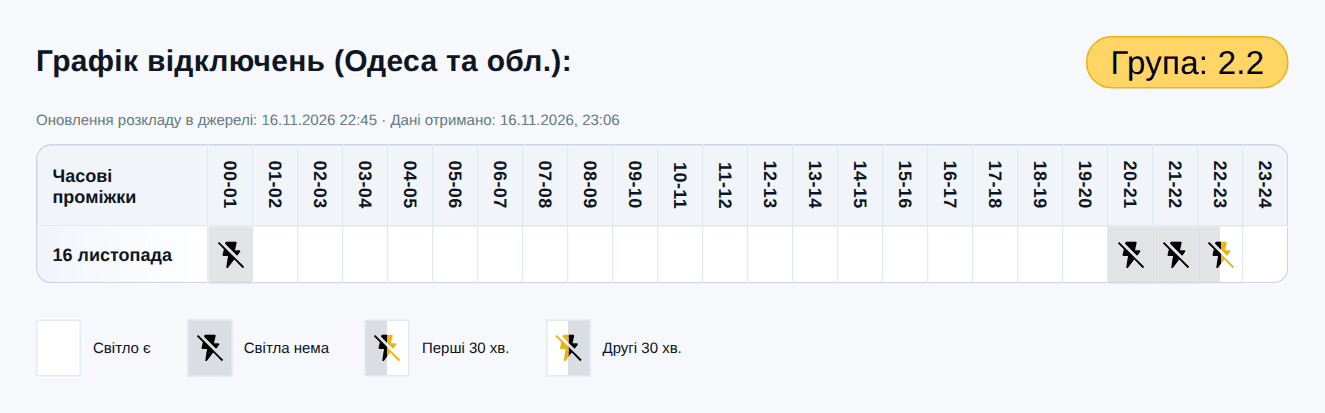 Графік відключень (Одеса та обл.):
Група: 2.2
Оновлення розкладу в джерелі: 16.11.2026 22:45 · Дані отримано: 16.11.2026, 23:06
Часові
проміжки
00-01
01-02
02-03
03-04
04-05
05-06
06-07
07-08
08-09
09-10
10-11
11-12
12-13
13-14
14-15
15-16
16-17
17-18
18-19
19-20
20-21
21-22
22-23
23-24
16 листопада
Світло є
Світла нема
Перші 30 хв.
Другі 30 хв.